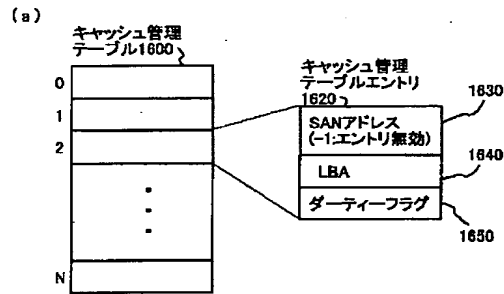 (a)
キャッシュ管理
テーブル1600
キャッシュ管理
テーブルエントリ
1620
1630
0
1
2
N
SANアドレス
(-1:エントリ無効)
LBA
1640
ダーティーフラグ
1650